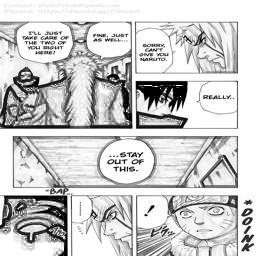 FINE, JUST
AS WELL...
I'LL JUST
TAKE CARE
OF THE
TWO OF
YOU RIGHT
HERE!
SORRY,
CAN'T
GIVE YOU
NARUTO.
REALLY..
...STAY
OUT OF
THIS.
*BAP
!
*DOINK